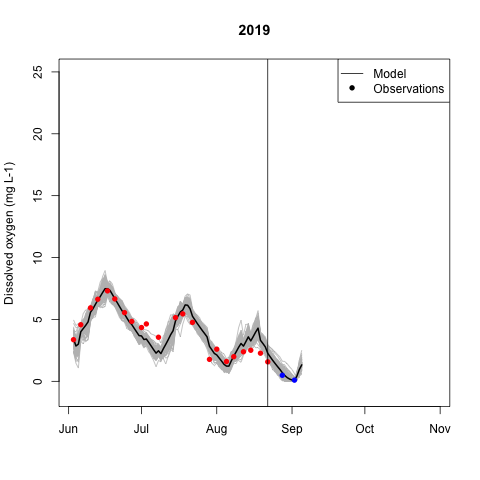 2019
Model
Observations
Dissolved oxygen (mg L-1)
25
20
15
10
5
0
Jun Jul Aug Sep Oct Nov